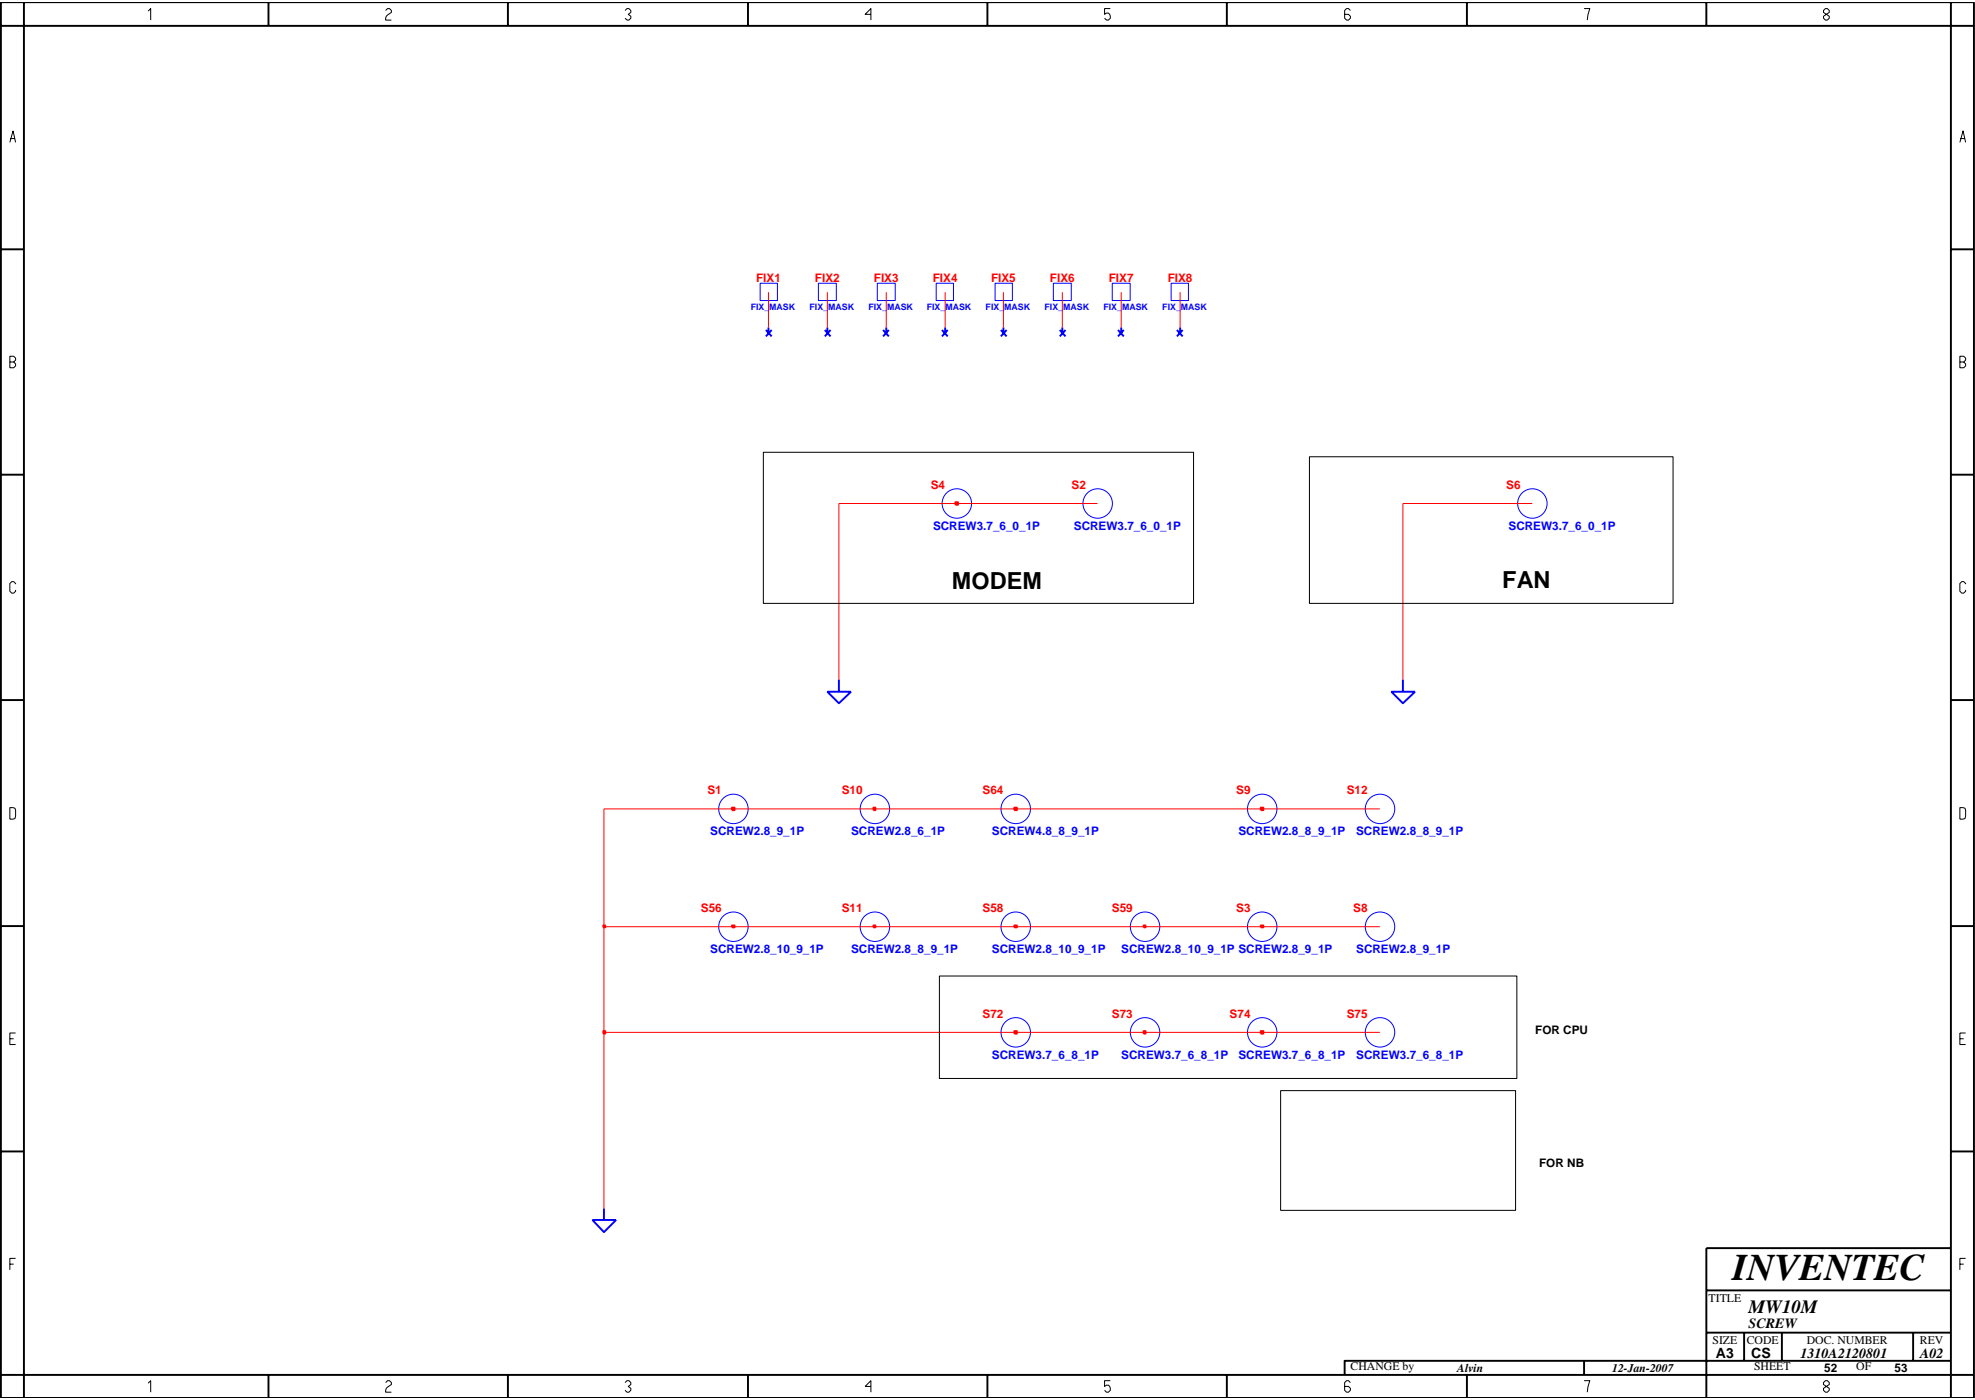 1 2 3 4 5 6 7 8
A A
FIX1 FIX2 FIX3 FIX4 FIX5 FIX6 FIX7 FIX8
FIX_MASK FIX_MASK FIX_MASK FIX_MASK FIX_MASK FIX_MASK FIX_MASK FIX_MASK
B B
S4 S2 S6
SCREW3.7_6_0_1P SCREW3.7_6_0_1P SCREW3.7_6_0_1P
MODEM FAN
C C
S1 S10 S64 S9 S12
D D
SCREW2.8_9_1P SCREW2.8_6_1P SCREW4.8_8_9_1P SCREW2.8_8_9_1P SCREW2.8_8_9_1P
S56 S11 S58 S59 S3 S8
SCREW2.8_10_9_1P SCREW2.8_8_9_1P SCREW2.8_10_9_1P SCREW2.8_10_9_1P SCREW2.8_9_1P SCREW2.8_9_1P
S72 S73 S74 S75
FOR CPU
E E
SCREW3.7_6_8_1P SCREW3.7_6_8_1P SCREW3.7_6_8_1P SCREW3.7_6_8_1P
FOR NB
F F
INVENTEC
TITLE MW10M
SCREW
SIZE CODE DOC. NUMBER REV
A3 CS 1310A2120801 A02
CHANGE by Alvin 12-Jan-2007 SHEET 52 OF 53
1 2 3 4 5 6 7 8